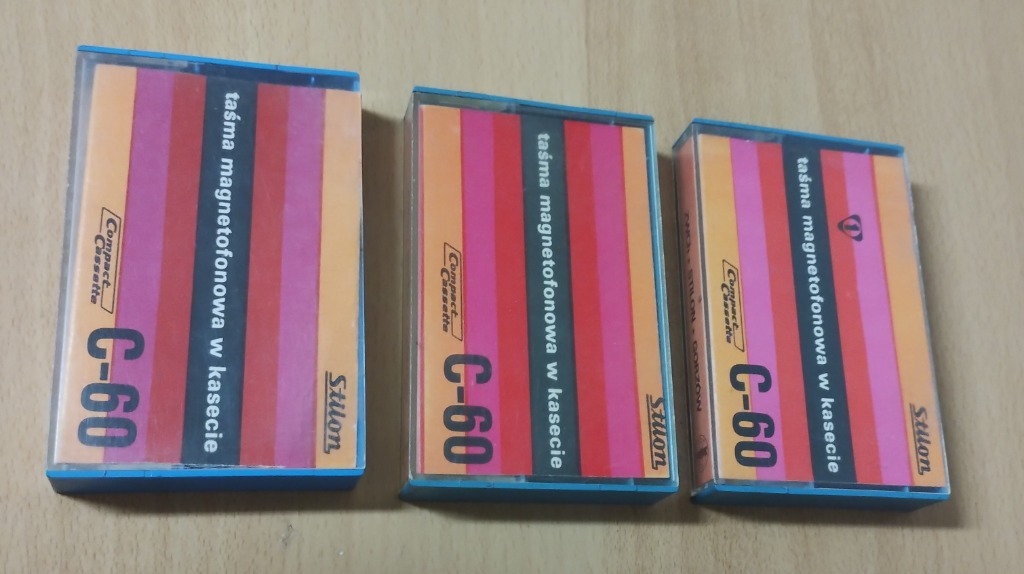 taśma magnetofonowa w kasecie
Compact
Cassette
C-60
Stilon
taśma magnetofonowa w kasecie
Compact
Cassette
C-60
Stilon
taśma magnetofonowa w kasecie
Compact
Cassette
C-60
Stilon